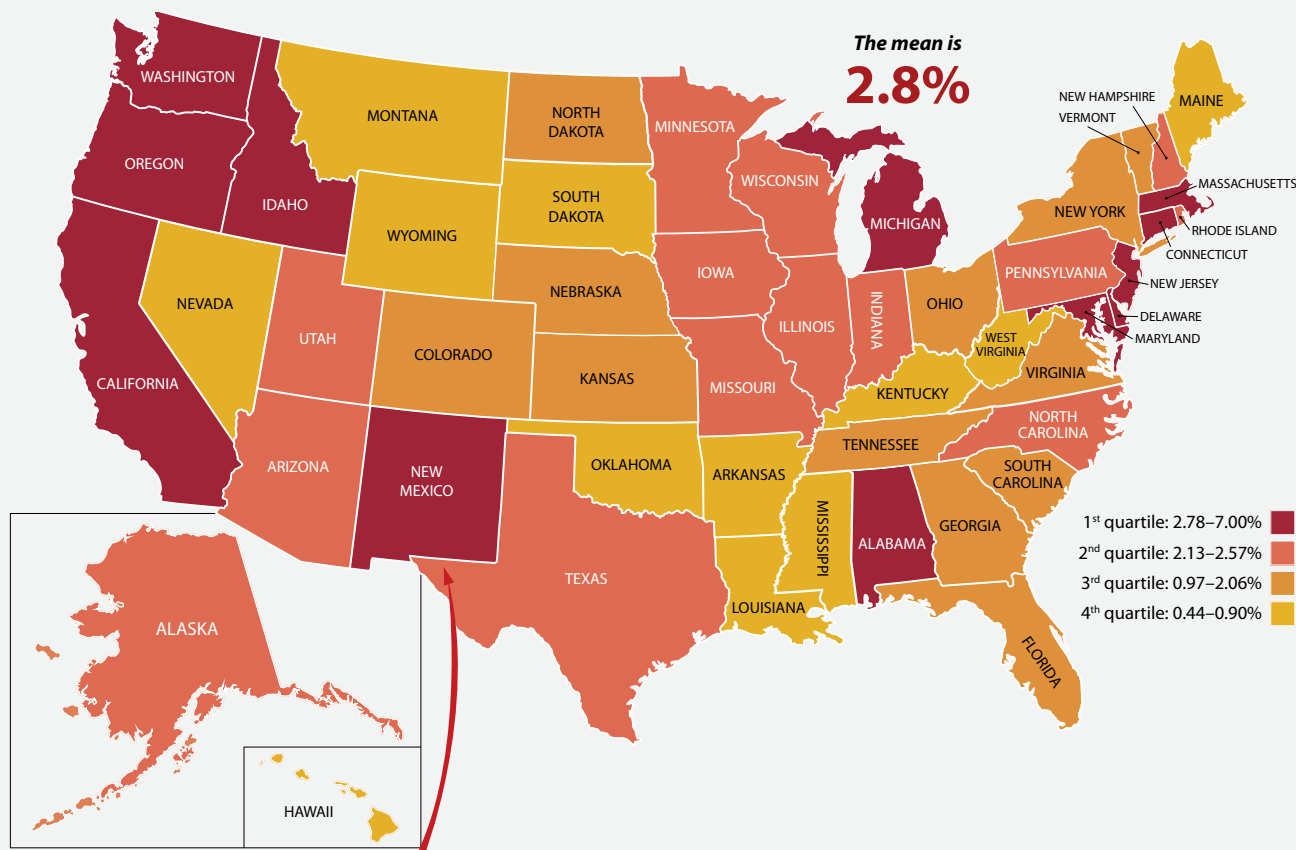 The mean is
2.8%
WASHINGTON
OREGON
IDAHO
MONTANA
WYOMING
NEVADA
CALIFORNIA
UTAH
COLORADO
ARIZONA
NEW
MEXICO
NORTH
DAKOTA
SOUTH
DAKOTA
NEBRASKA
KANSAS
OKLAHOMA
TEXAS
MINNESOTA
IOWA
MISSOURI
ARKANSAS
LOUISIANA
WISCONSIN
ILLINOIS
MICHIGAN
INDIANA
OHIO
KENTUCKY
TENNESSEE
MISSISSIPPI
ALABAMA
GEORGIA
FLORIDA
SOUTH
CAROLINA
NORTH
CAROLINA
VIRGINIA
WEST
VIRGINIA
PENNSYLVANIA
NEW YORK
NEW HAMPSHIRE
VERMONT
MAINE
MASSACHUSETTS
RHODE ISLAND
CONNECTICUT
NEW JERSEY
DELAWARE
MARYLAND
ALASKA
HAWAII
1st quartile: 2.78–7.00%
2nd quartile: 2.13–2.57%
3rd quartile: 0.97–2.06%
4th quartile: 0.44–0.90%